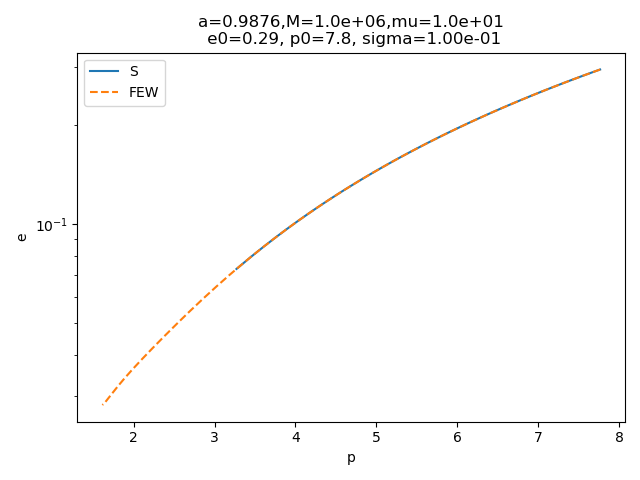 a=0.9876,M=1.0e+06,mu=1.0e+01
e0=0.29, p0=7.8, sigma=1.00e-01
S
FEW
e
10⁻¹
2 3 4 5 6 7 8
p